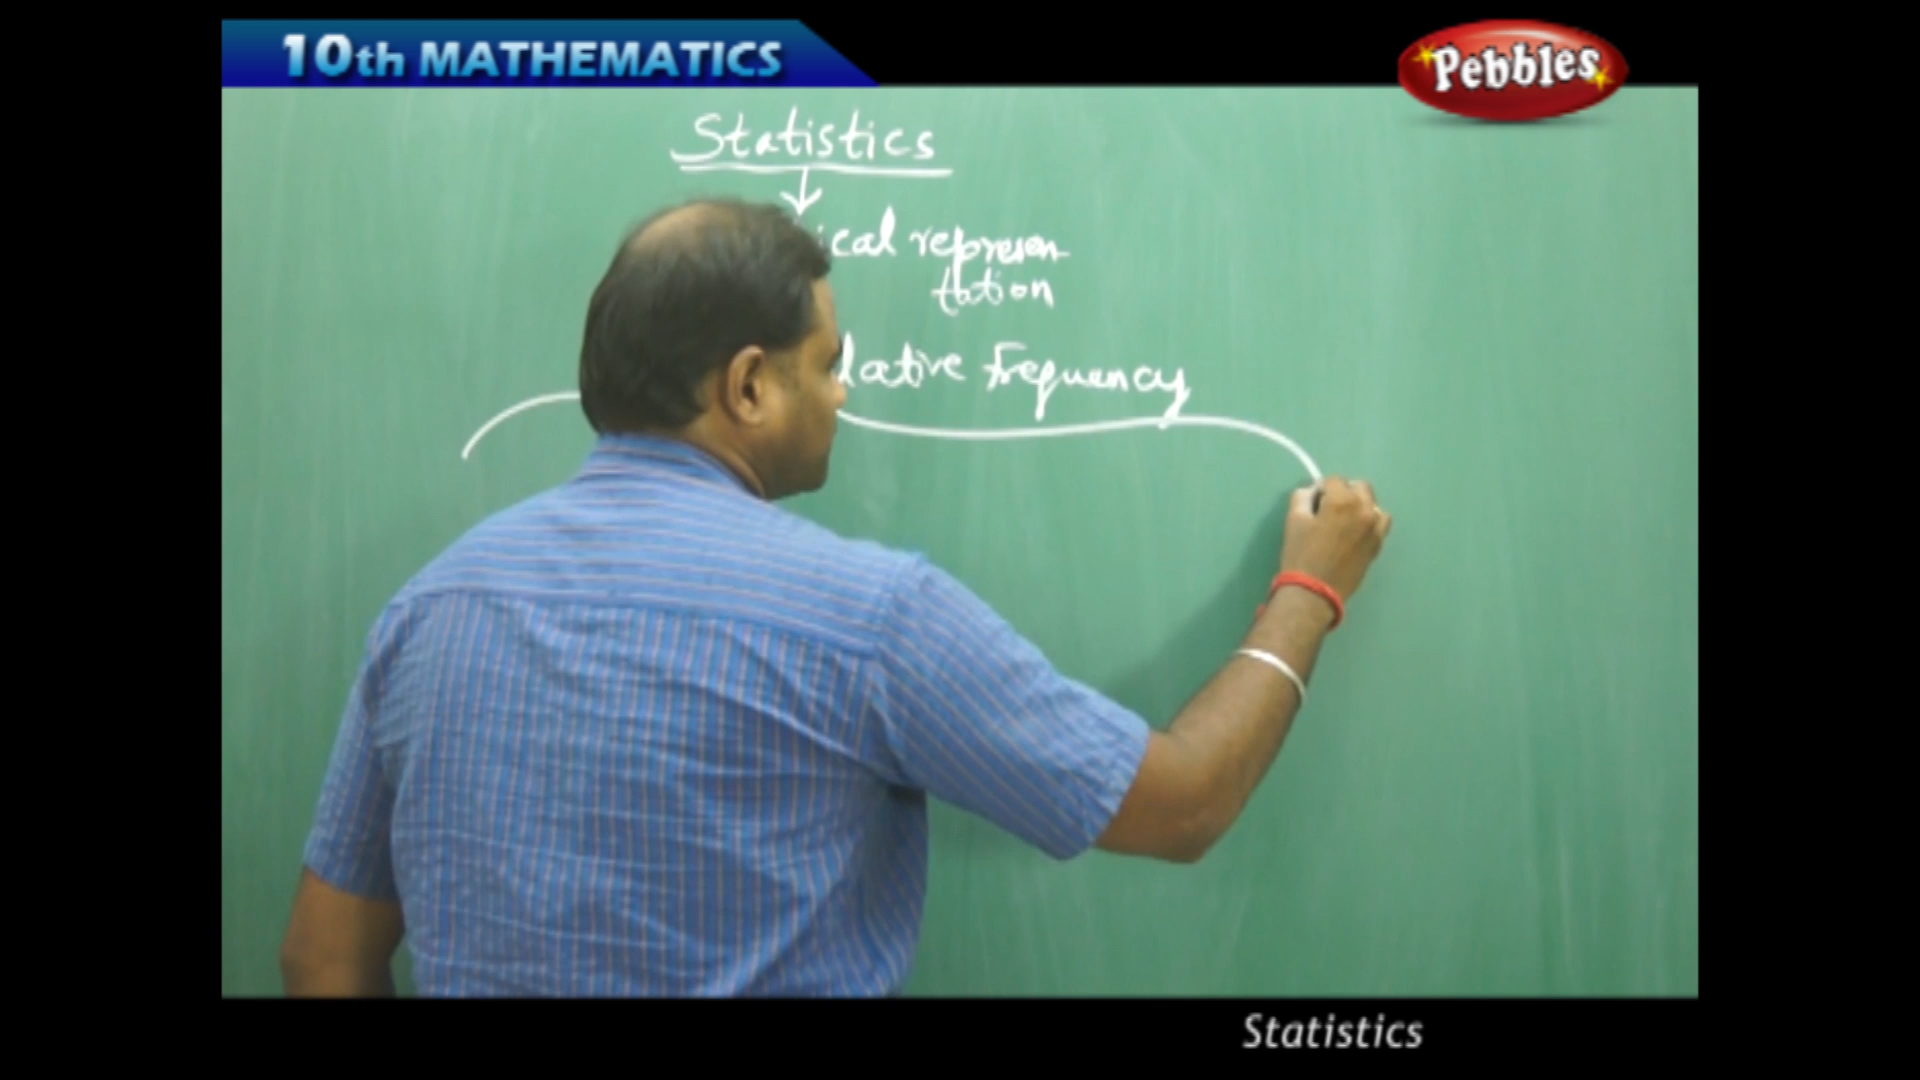 10th MATHEMATICS
Pebbles
Statistics
ical represen-
tation
lative frequency
Statistics